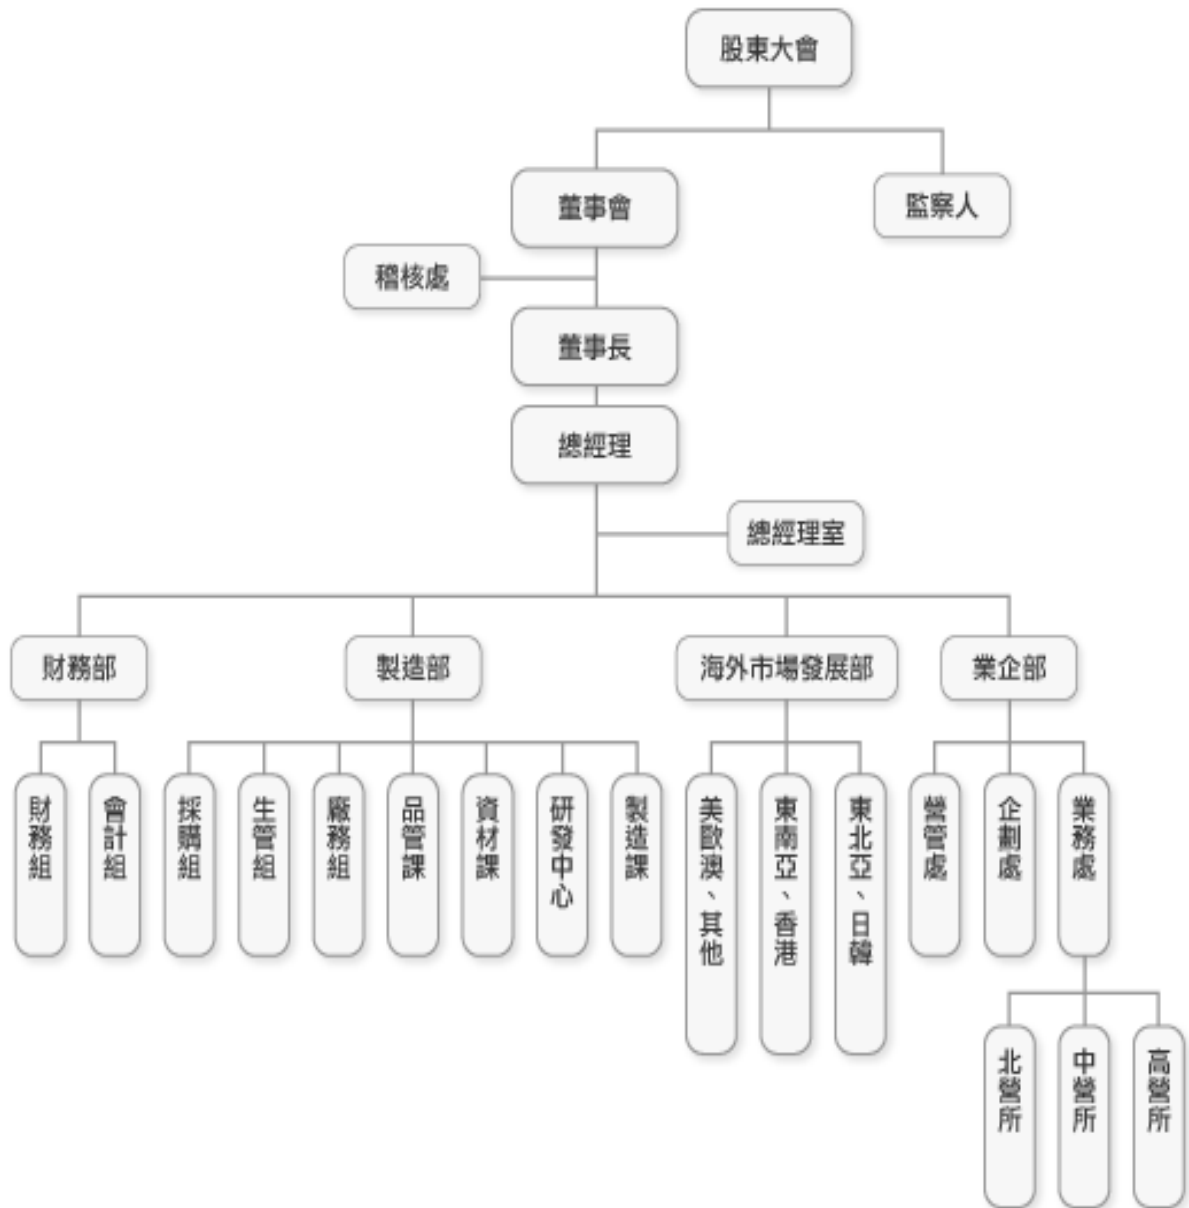 股東大會
董事會
監察人
稽核處
董事長
總經理
總經理室
財務部
製造部
海外市場發展部
業企部
財務組
會計組
採購組
生管組
廠務組
品管課
資材課
研發中心
製造課
美歐澳、其他
東南亞、香港
東北亞、日韓
營管處
企劃處
業務處
北營所
中營所
高營所